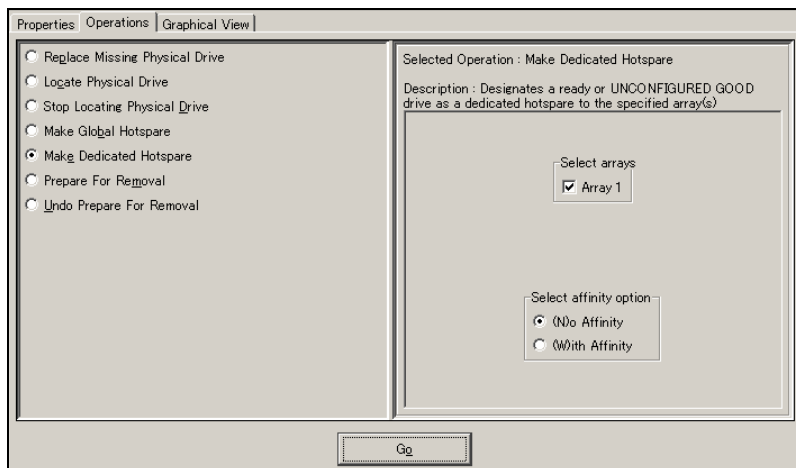 Properties Operations Graphical View
Replace Missing Physical Drive
Locate Physical Drive
Stop Locating Physical Drive
Make Global Hotspare
Make Dedicated Hotspare
Prepare For Removal
Undo Prepare For Removal
Selected Operation : Make Dedicated Hotspare
Description : Designates a ready or UNCONFIGURED GOOD
drive as a dedicated hotspare to the specified array(s)
Select arrays
Array 1
Select affinity option
(N)o Affinity
(W)ith Affinity
Go